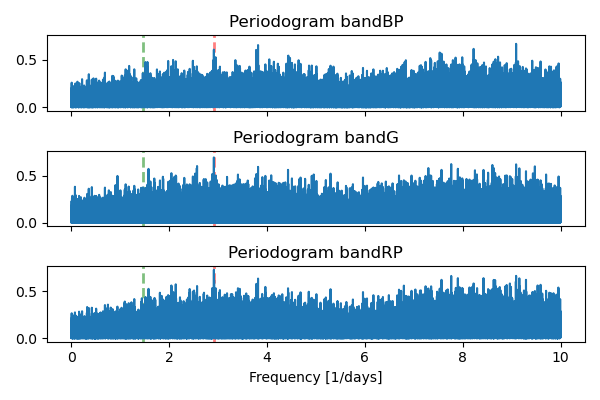 Periodogram bandBP
0.5
0.0
Periodogram bandG
0.5
0.0
Periodogram bandRP
0.5
0.0
0 2 4 6 8 10
Frequency [1/days]